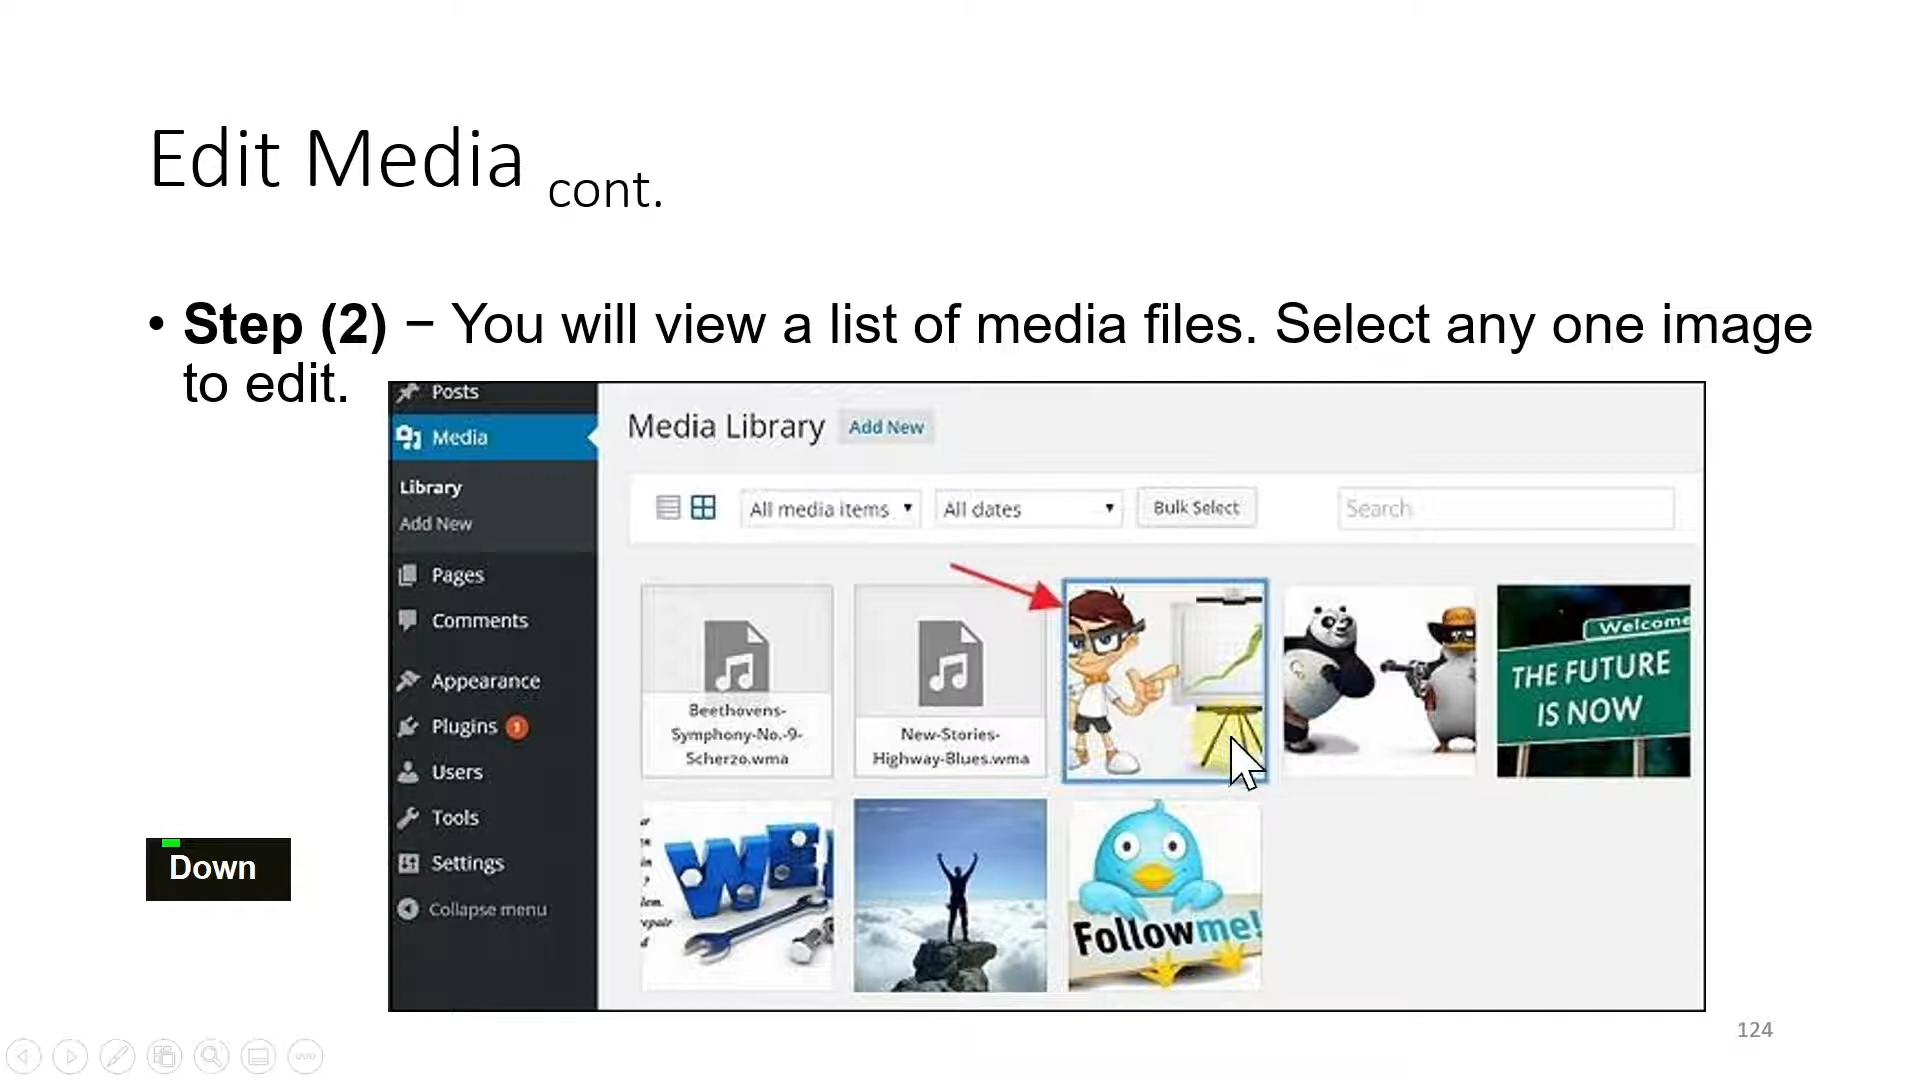 Edit Media cont.
• Step (2) − You will view a list of media files. Select any one image
to edit.
Posts
Media
Library
Add New
Pages
Comments
Appearance
Plugins 1
Users
Tools
Settings
Collapse menu
Media Library Add New
All media items All dates Bulk Select Search
Beethovens-
Symphony-No.-9-
Scherzo.wma
New-Stories-
Highway-Blues.wma
Welcome
THE FUTURE
IS NOW
WE
Followme!
Down
124